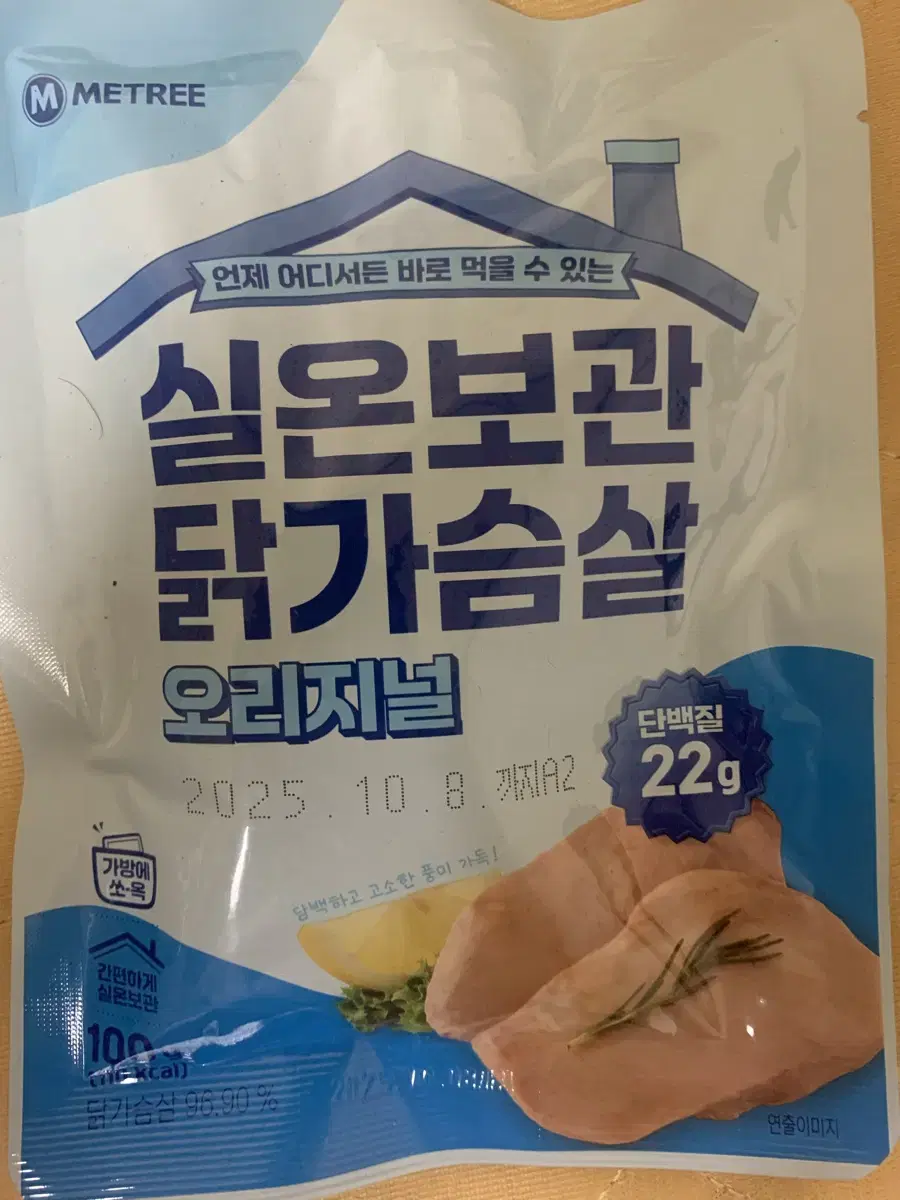 M METREE
언제 어디서든 바로 먹을 수 있는
실온보관
닭가슴살
오리지널
단백질
22g
2025.10.8.까지A2
가방에
쏘-옥
담백하고 고소한 풍미 가득!
간편하게
실온보관
닭가슴살 96.90%
연출이미지